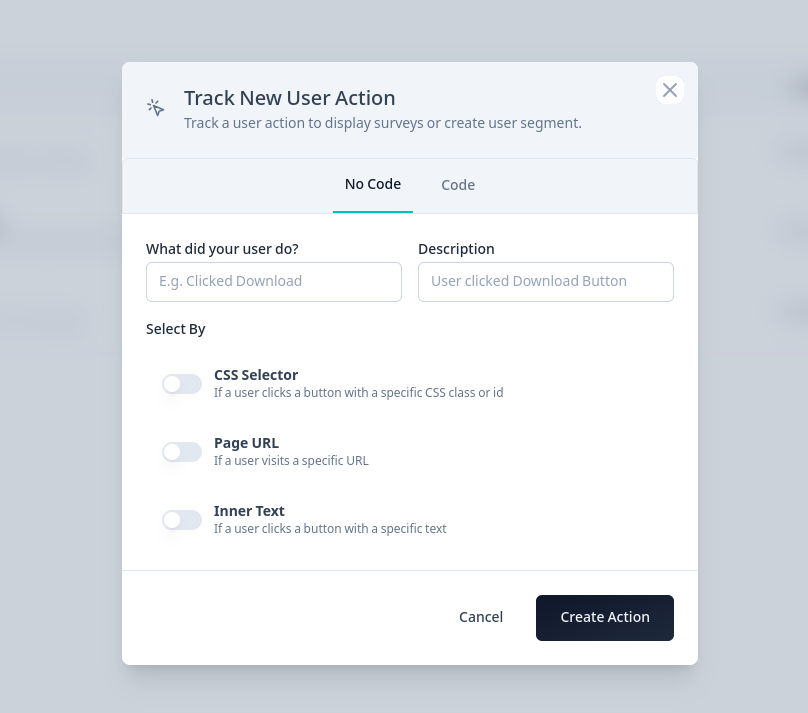 Track New User Action
Track a user action to display surveys or create user segment.
No Code
Code
What did your user do?
Description
E.g. Clicked Download
User clicked Download Button
Select By
CSS Selector
If a user clicks a button with a specific CSS class or id
Page URL
If a user visits a specific URL
Inner Text
If a user clicks a button with a specific text
Cancel
Create Action